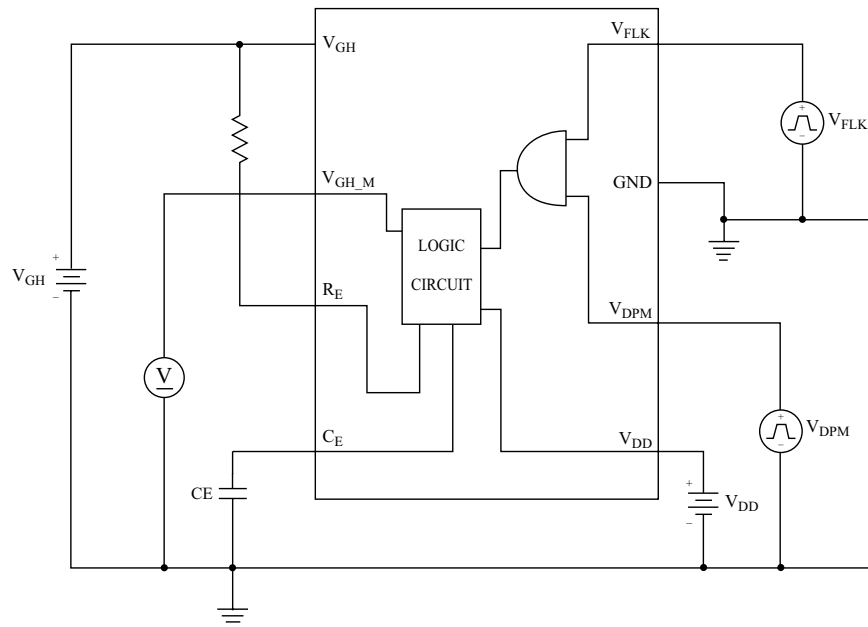 V_GH
V_FLK
+
−
V_FLK
V_GH_M
GND
LOGIC
CIRCUIT
+
−
V_GH
R_E
V_DPM
V
+
−
V_DPM
C_E
V_DD
CE
+
−
V_DD